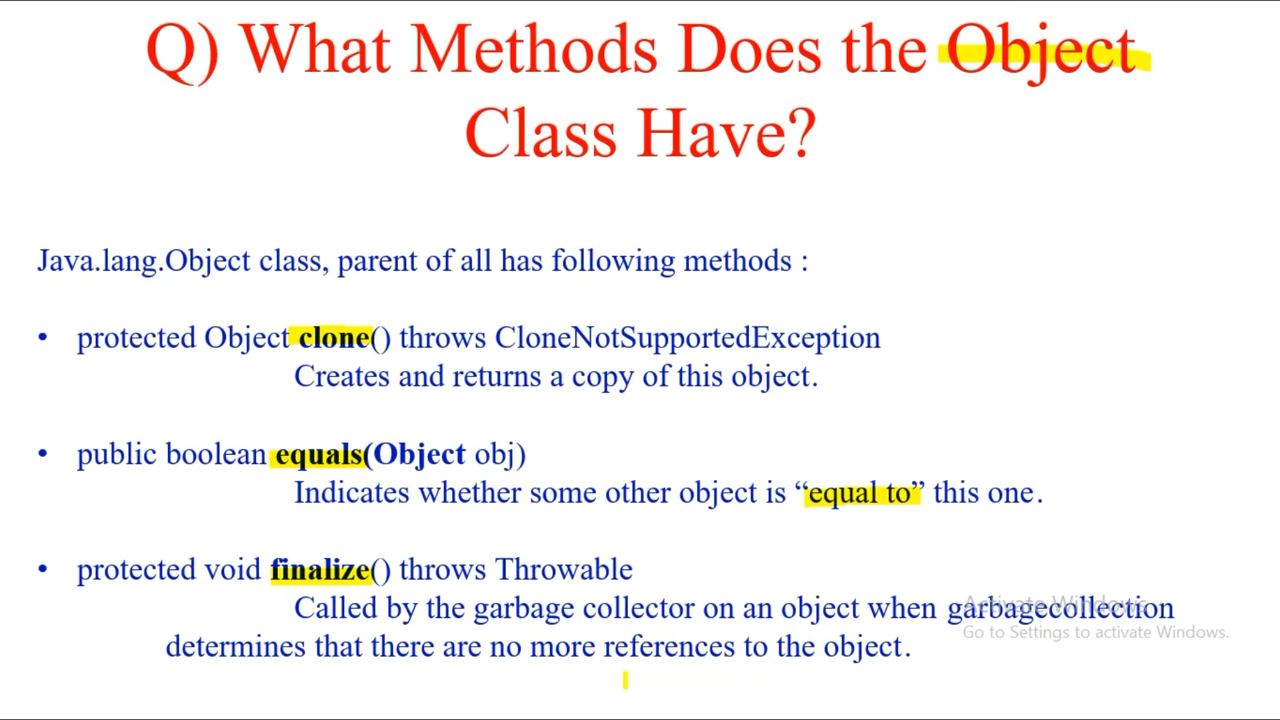 Q) What Methods Does the Object
Class Have?
Java.lang.Object class, parent of all has following methods :
• protected Object clone() throws CloneNotSupportedException
Creates and returns a copy of this object.
• public boolean equals(Object obj)
Indicates whether some other object is “equal to” this one.
• protected void finalize() throws Throwable
Called by the garbage collector on an object when garbagecollection
determines that there are no more references to the object.
Activate Windows
Go to Settings to activate Windows.